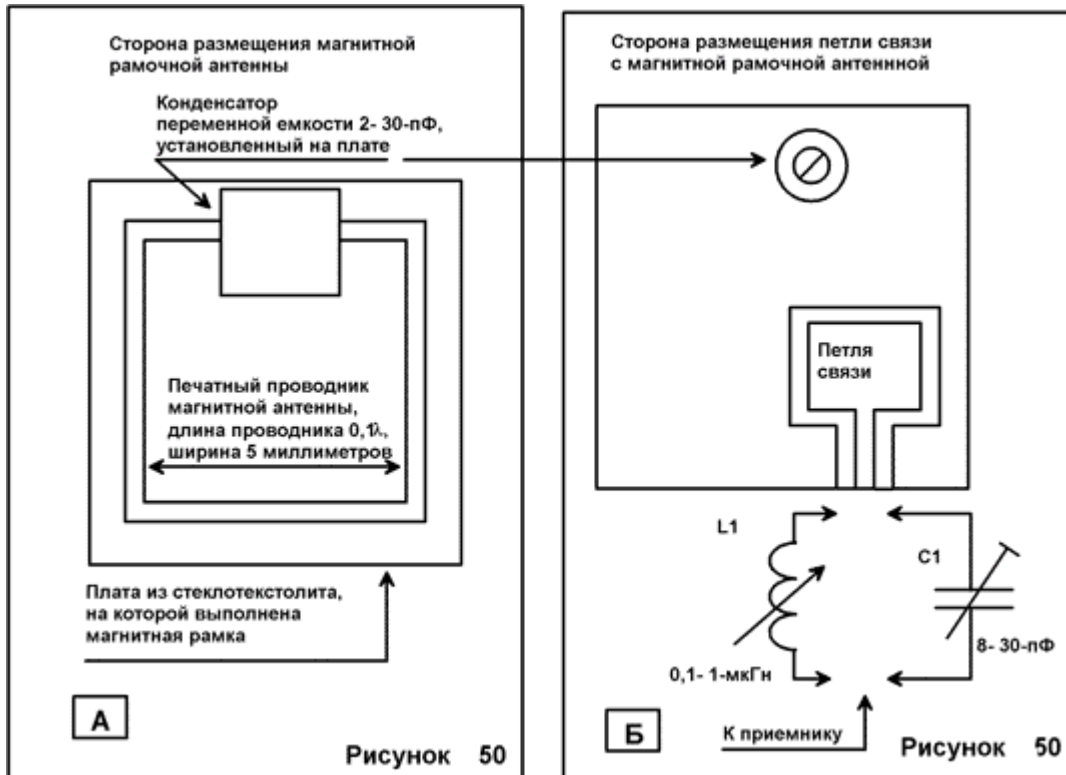 Сторона размещения магнитной
рамочной антенны
Конденсатор
переменной емкости 2- 30-пФ,
установленный на плате
Печатный проводник
магнитной антенны,
длина проводника 0,1λ,
ширина 5 миллиметров
Плата из стеклотекстолита,
на которой выполнена
магнитная рамка
А
Рисунок 50
Сторона размещения петли связи
с магнитной рамочной антеннной
Петля
связи
L1
C1
0,1- 1-мкГн
8- 30-пФ
К приемнику
Б
Рисунок 50